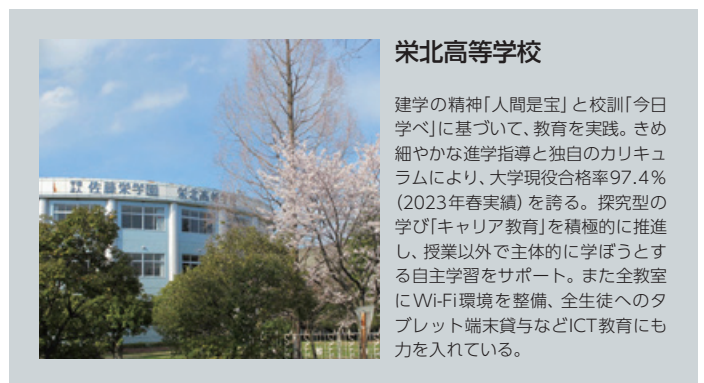 学校法人 佐藤栄学園 栄北高
栄北高等学校
建学の精神「人間是宝」と校訓「今日
学べ」に基づいて、教育を実践。きめ
細やかな進学指導と独自のカリキュ
ラムにより、大学現役合格率97.4%
(2023年春実績)を誇る。探究型の
学び「キャリア教育」を積極的に推進
し、授業以外で主体的に学ぼうとす
る自主学習をサポート。また全教室
にWi-Fi環境を整備、全生徒へのタ
ブレット端末貸与などICT教育にも
力を入れている。